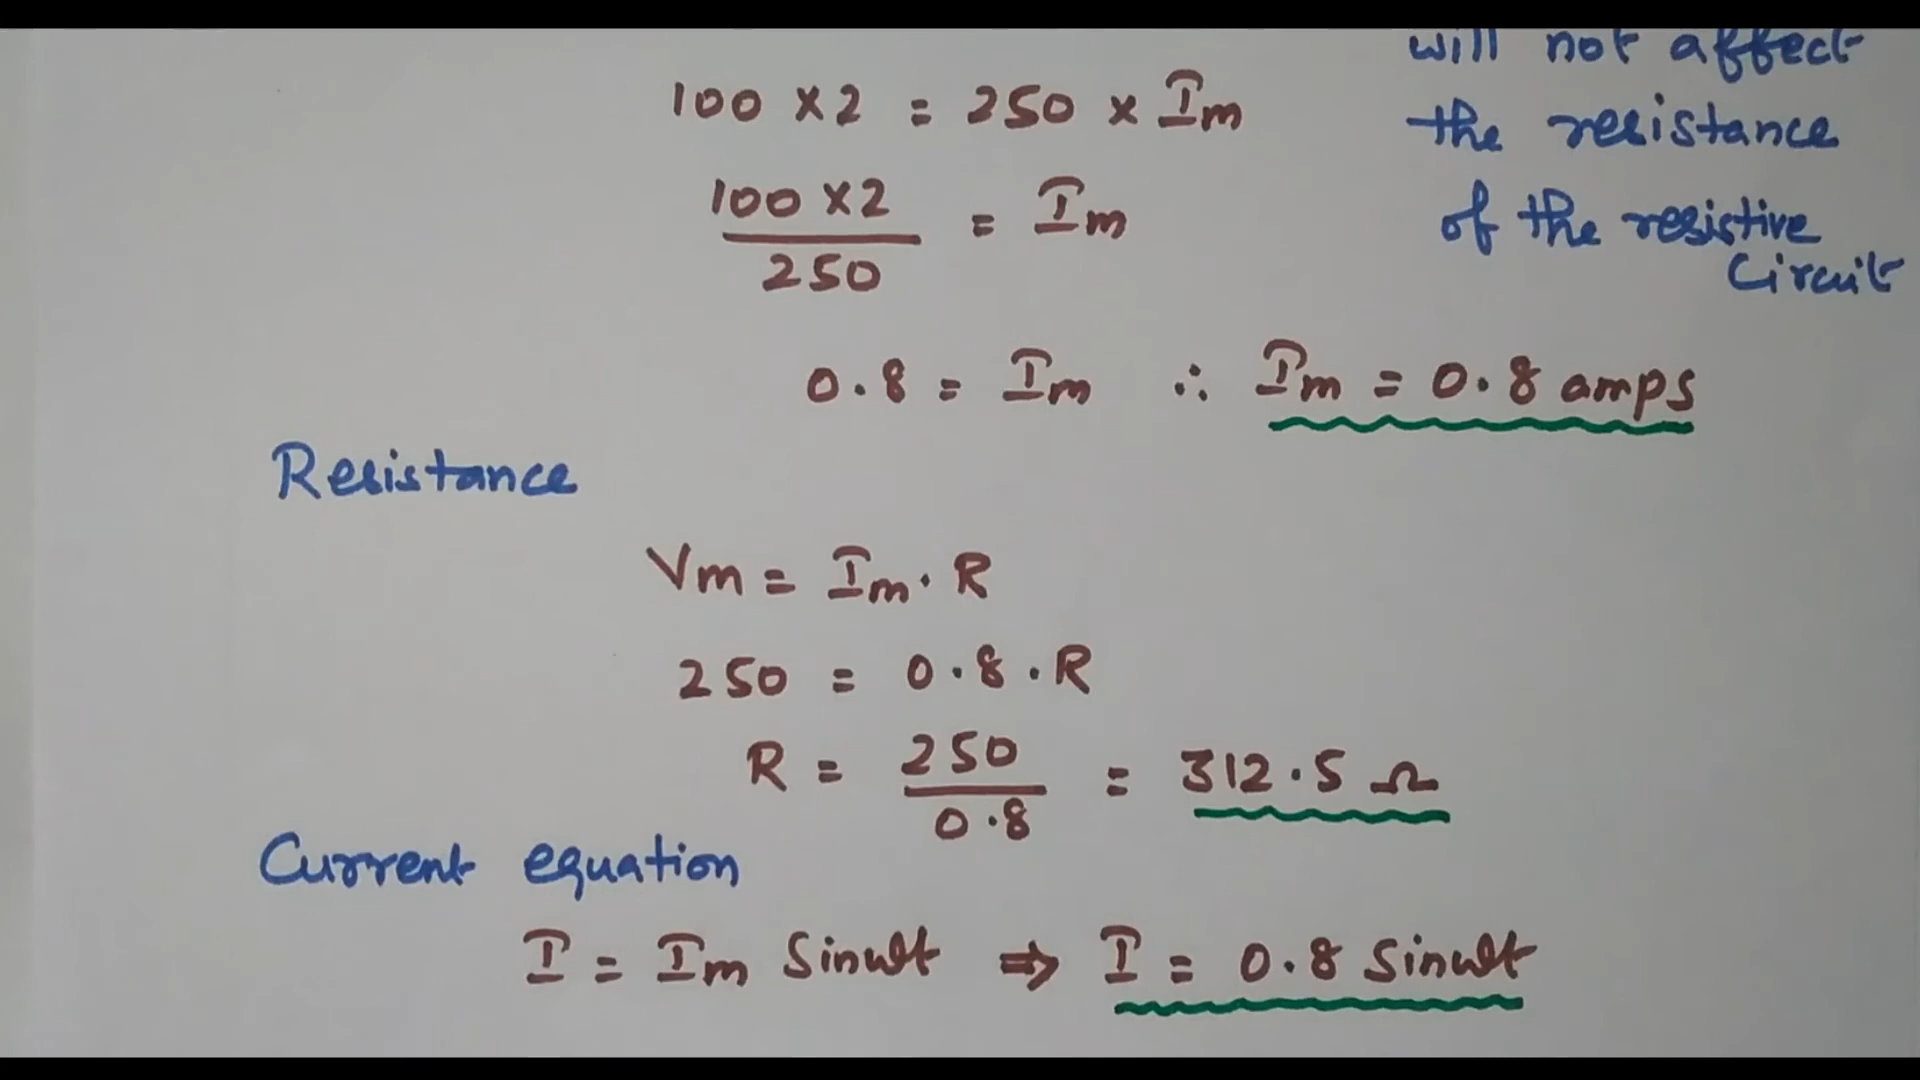 100 × 2 = 250 × Im
100 × 2
250
= Im
0.8 = Im ∴ Im = 0.8 amps
will not affect
the resistance
of the resistive
Circuit
Resistance
Vm = Im · R
250 = 0.8 · R
R = 250 / 0.8 = 312.5 Ω
Current equation
I = Im Sinωt ⇒ I = 0.8 Sinωt